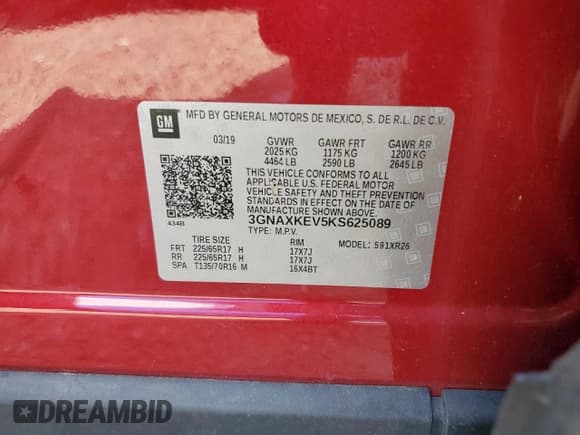 GM
MFD BY GENERAL MOTORS DE MEXICO, S. DE R.L. DE C.V.
03/19 GVWR GAWR FRT GAWR RR
2025 KG 1175 KG 1200 KG
4464 LB 2590 LB 2645 LB
THIS VEHICLE CONFORMS TO ALL
APPLICABLE U.S. FEDERAL MOTOR
VEHICLE SAFETY AND THEFT PREVENTION
STANDARDS IN EFFECT ON THE DATE OF
MANUFACTURE SHOWN ABOVE.
434B
3GNAXKEV5KS625089
TYPE: M.P.V. MODEL: 591XR26
TIRE SIZE RIM
FRT 225/65R17 H 17X7J
RR 225/65R17 H 17X7J
SPA T135/70R16 M 16X4BT
DREAMBID